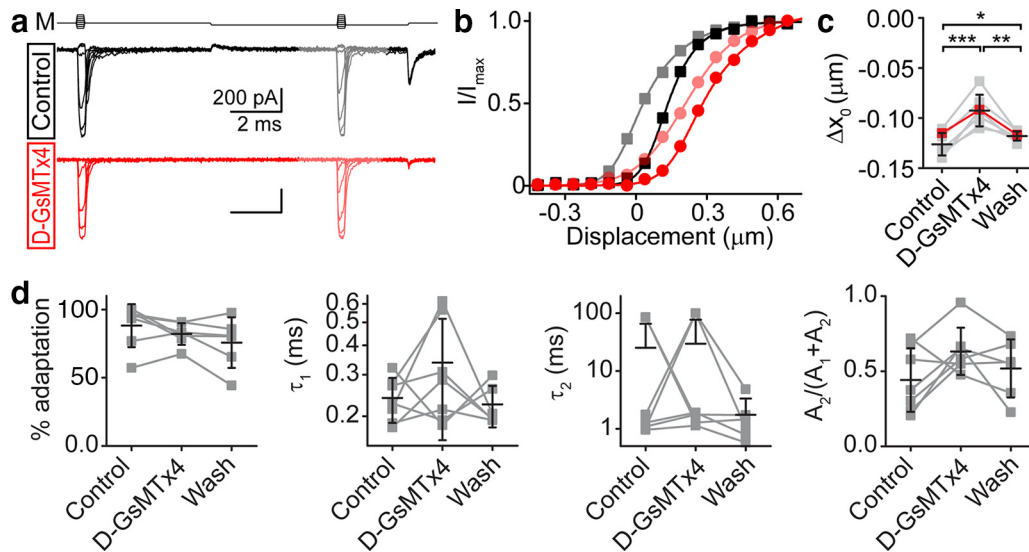 a
M
Control
D-GsMTx4
200 pA
2 ms
b
I/Imax
1.0
0.5
0
-0.3
0
0.3
0.6
Displacement (μm)
c
Δx0 (μm)
0.00
-0.05
-0.10
-0.15
*
*** **
Control
D-GsMTx4
Wash
d
% adaptation
100
50
0.0
Control
D-GsMTx4
Wash
τ1 (ms)
0.6
0.5
0.4
0.3
0.2
Control
D-GsMTx4
Wash
τ2 (ms)
100
10
1
Control
D-GsMTx4
Wash
A2/(A1+A2)
1.0
0.5
0.0
Control
D-GsMTx4
Wash